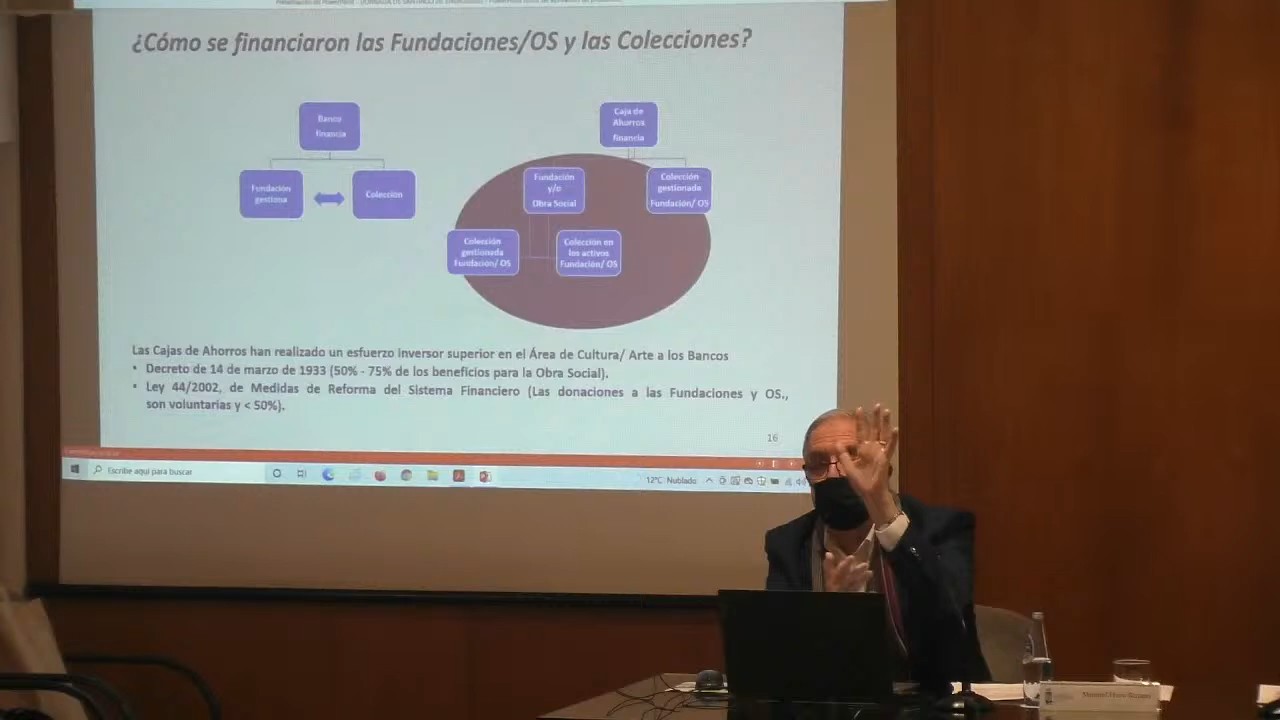 ¿Cómo se financiaron las Fundaciones/OS y las Colecciones?
Banco
financia
Fundación
gestiona
Colección
Caja de
Ahorros
financia
Fundación
y/o
Obra Social
Colección
gestionada
Fundación/ OS
Colección
gestionada
Fundación/ OS
Colección en
los activos
Fundación/ OS
Las Cajas de Ahorros han realizado un esfuerzo inversor superior en el Área de Cultura/ Arte a los Bancos
• Decreto de 14 de marzo de 1933 (50% - 75% de los beneficios para la Obra Social).
• Ley 44/2002, de Medidas de Reforma del Sistema Financiero (Las donaciones a las Fundaciones y OS.,
son voluntarias y < 50%).
16
Escribe aquí para buscar
12°C Nublado